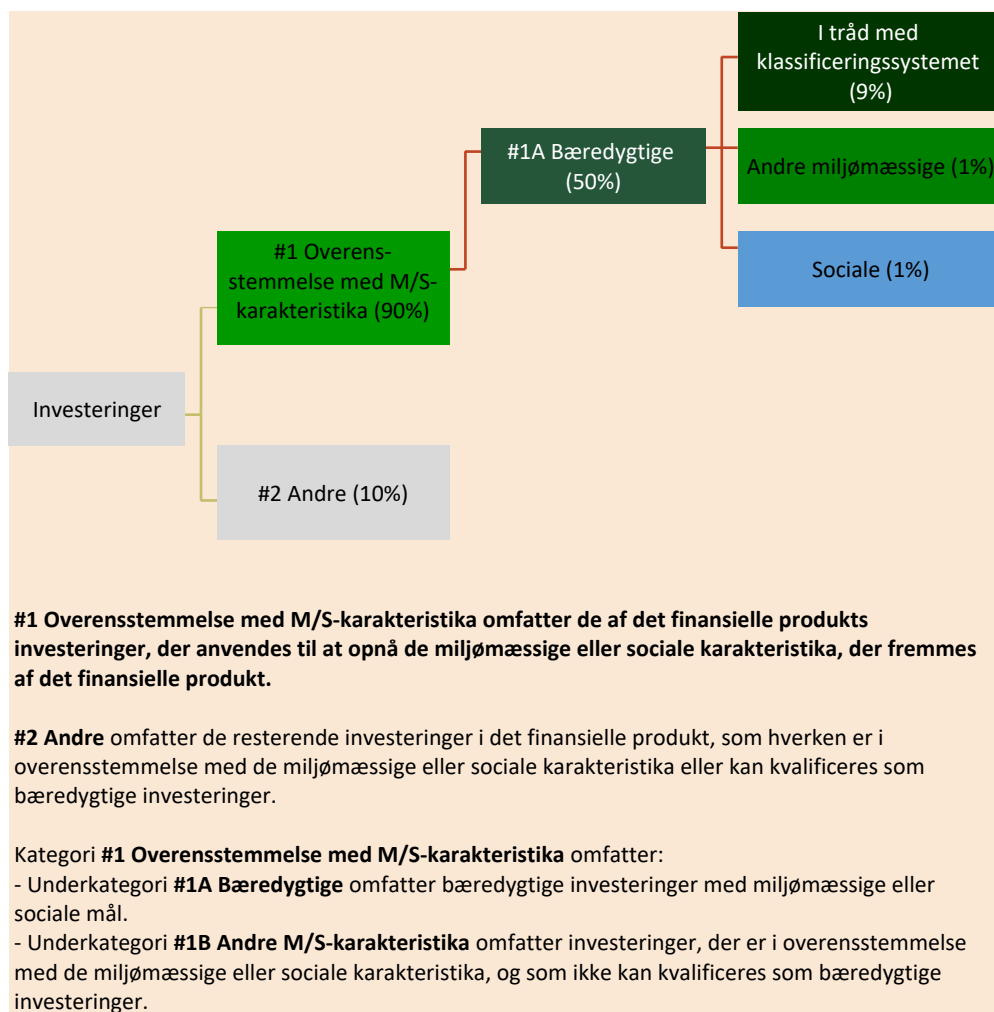 I tråd med
klassificeringssystemet
(9%)
#1A Bæredygtige
(50%)
Andre miljømæssige (1%)
#1 Overens-
stemmelse med M/S-
karakteristika (90%)
Sociale (1%)
Investeringer
#2 Andre (10%)
#1 Overensstemmelse med M/S-karakteristika omfatter de af det finansielle produkts
investeringer, der anvendes til at opnå de miljømæssige eller sociale karakteristika, der fremmes
af det finansielle produkt.
#2 Andre omfatter de resterende investeringer i det finansielle produkt, som hverken er i
overensstemmelse med de miljømæssige eller sociale karakteristika eller kan kvalificeres som
bæredygtige investeringer.
Kategori #1 Overensstemmelse med M/S-karakteristika omfatter:
- Underkategori #1A Bæredygtige omfatter bæredygtige investeringer med miljømæssige eller
sociale mål.
- Underkategori #1B Andre M/S-karakteristika omfatter investeringer, der er i overensstemmelse
med de miljømæssige eller sociale karakteristika, og som ikke kan kvalificeres som bæredygtige
investeringer.